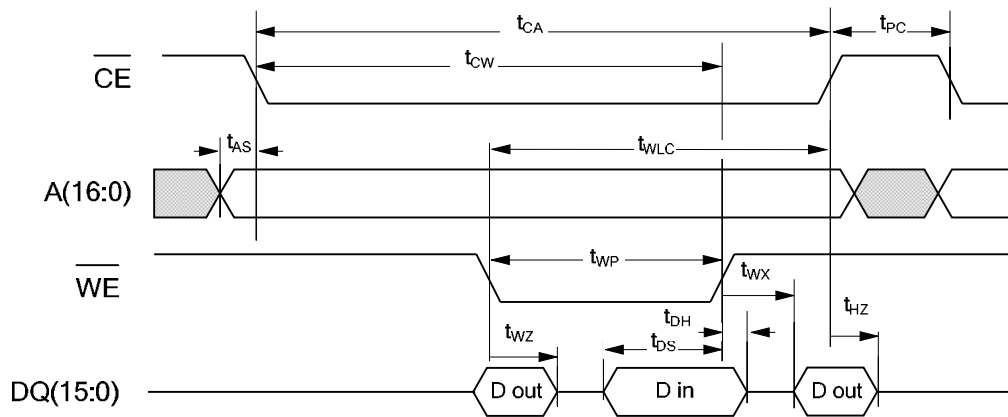 tCA
tPC
CE
tCW
tAS
tWLC
A(16:0)
tWP
WE
tWX
tDH
tHZ
tWZ
tDS
DQ(15:0)
D out
D in
D out